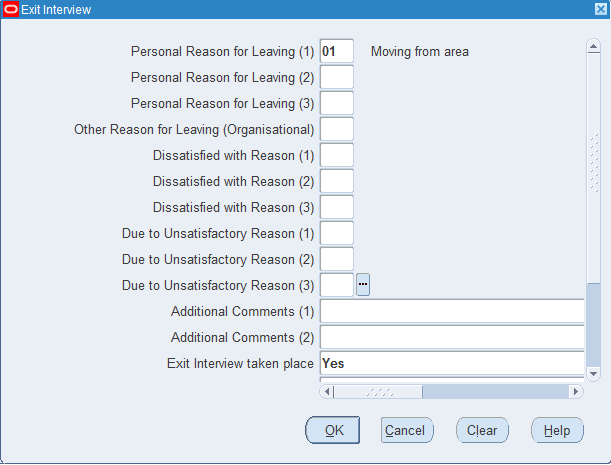 Exit Interview
Personal Reason for Leaving (1) 01 Moving from area
Personal Reason for Leaving (2)
Personal Reason for Leaving (3)
Other Reason for Leaving (Organisational)
Dissatisfied with Reason (1)
Dissatisfied with Reason (2)
Dissatisfied with Reason (3)
Due to Unsatisfactory Reason (1)
Due to Unsatisfactory Reason (2)
Due to Unsatisfactory Reason (3) ...
Additional Comments (1)
Additional Comments (2)
Exit Interview taken place Yes
OK Cancel Clear Help